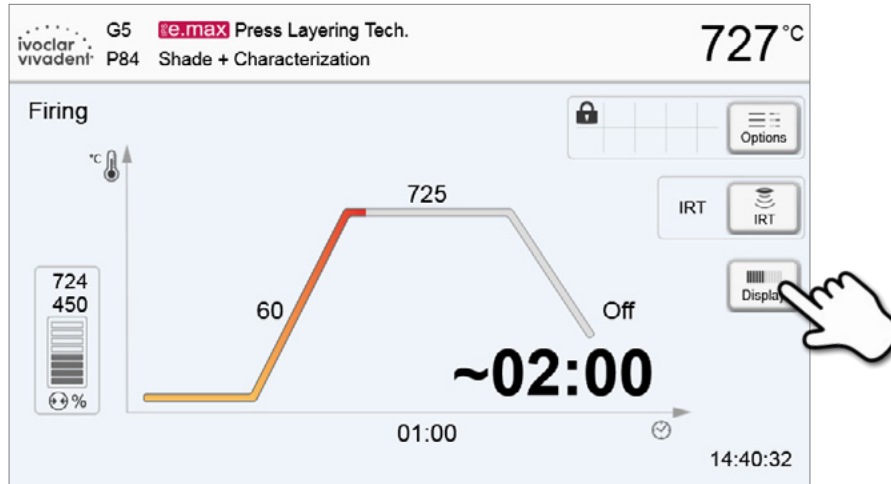 ivoclar
vivadent
G5 IPS e.max Press Layering Tech.
P84 Shade + Characterization
727 °C
Firing
Options
°C
725
IRT
IRT
724
450
60
Off
Display
~02:00
%
01:00
14:40:32